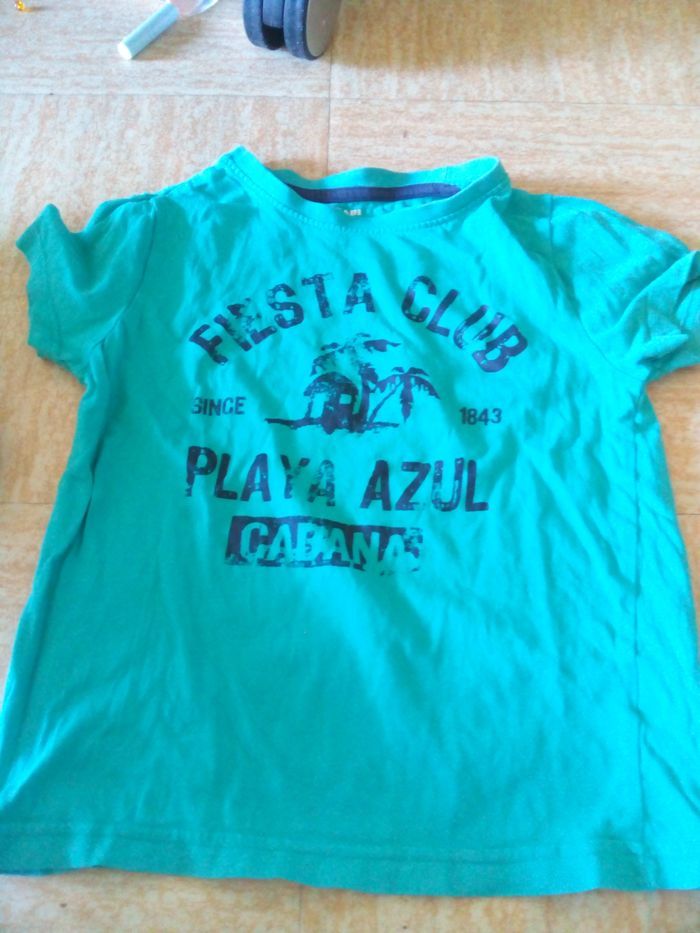 FIESTA CLUB
SINCE 1843
PLAYA AZUL
CABANAS